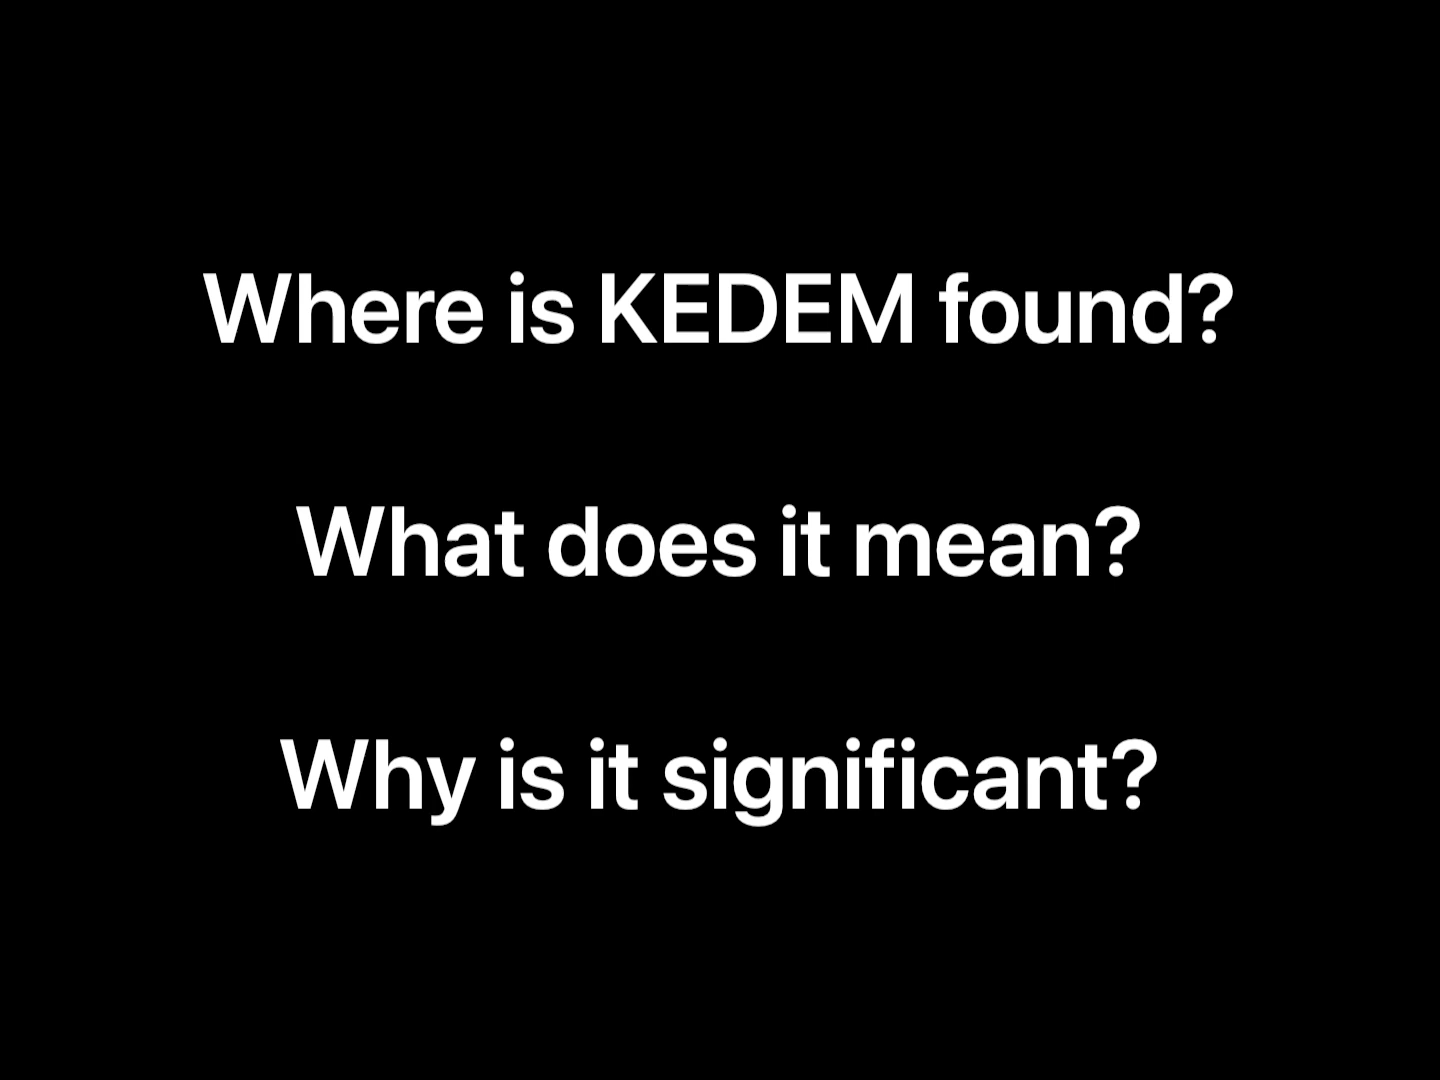 Where is KEDEM found?
What does it mean?
Why is it significant?